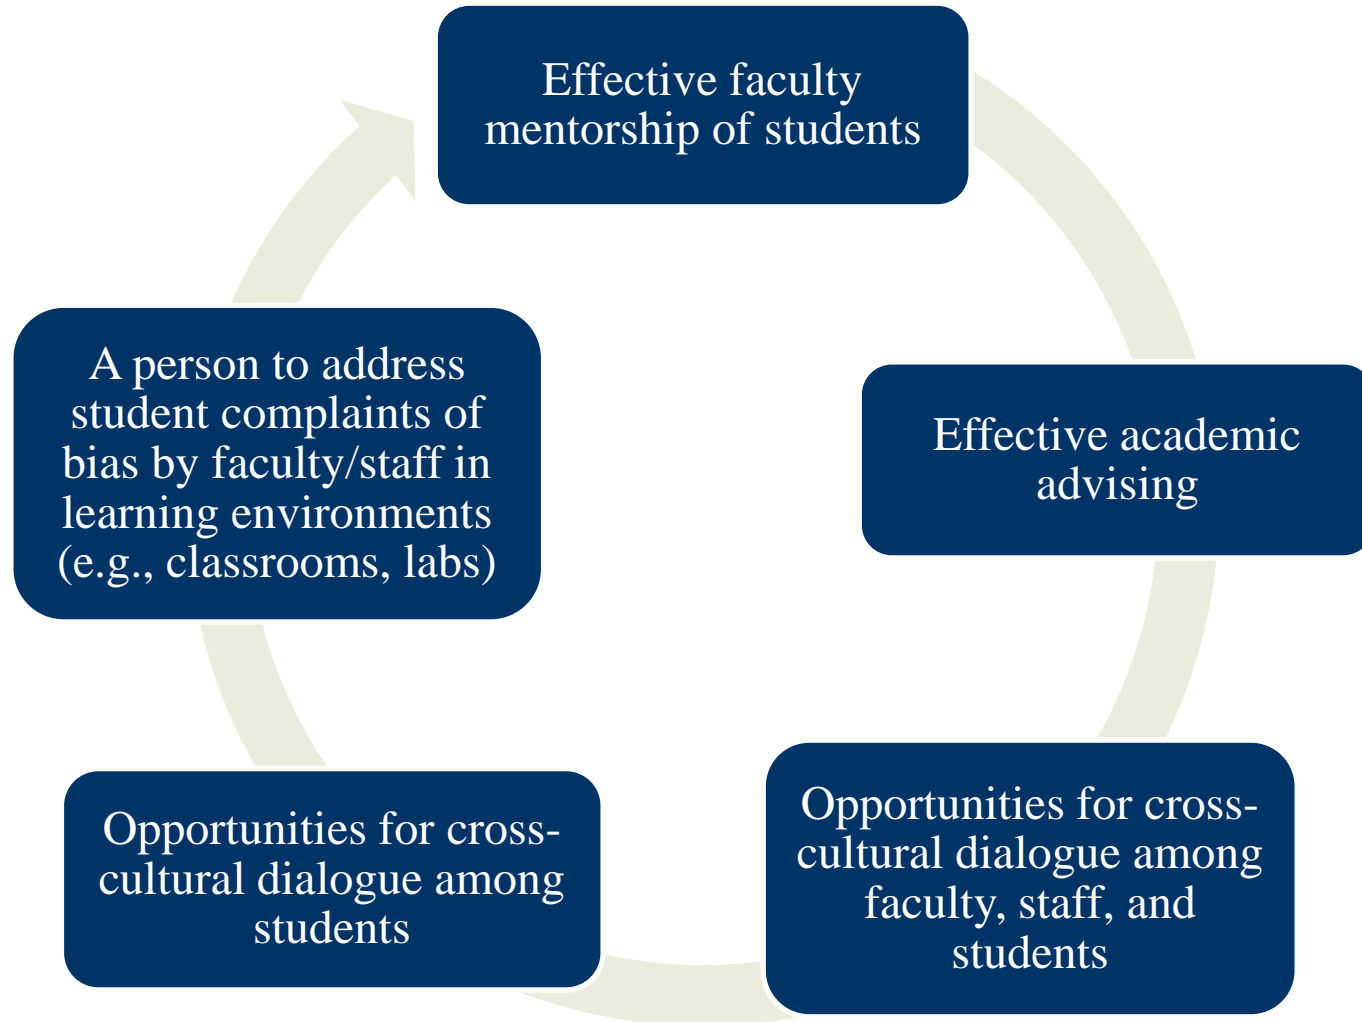 Effective faculty
mentorship of students
Effective academic
advising
Opportunities for cross-
cultural dialogue among
faculty, staff, and
students
Opportunities for cross-
cultural dialogue among
students
A person to address
student complaints of
bias by faculty/staff in
learning environments
(e.g., classrooms, labs)